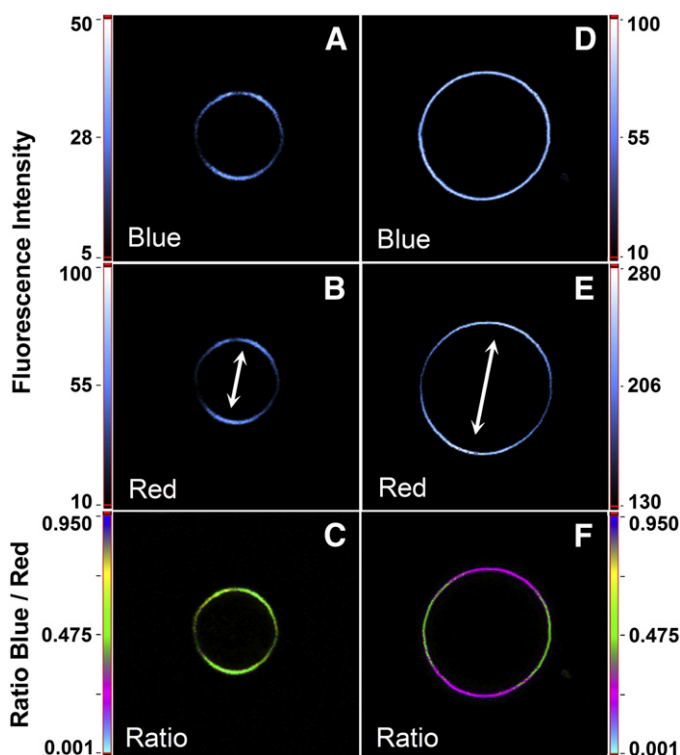 Fluorescence Intensity
50
28
5
A
Blue
D
Blue
100
55
10
100
55
10
B
Red
E
Red
280
206
130
Ratio Blue / Red
0.950
0.475
0.001
C
Ratio
F
Ratio
0.950
0.475
0.001